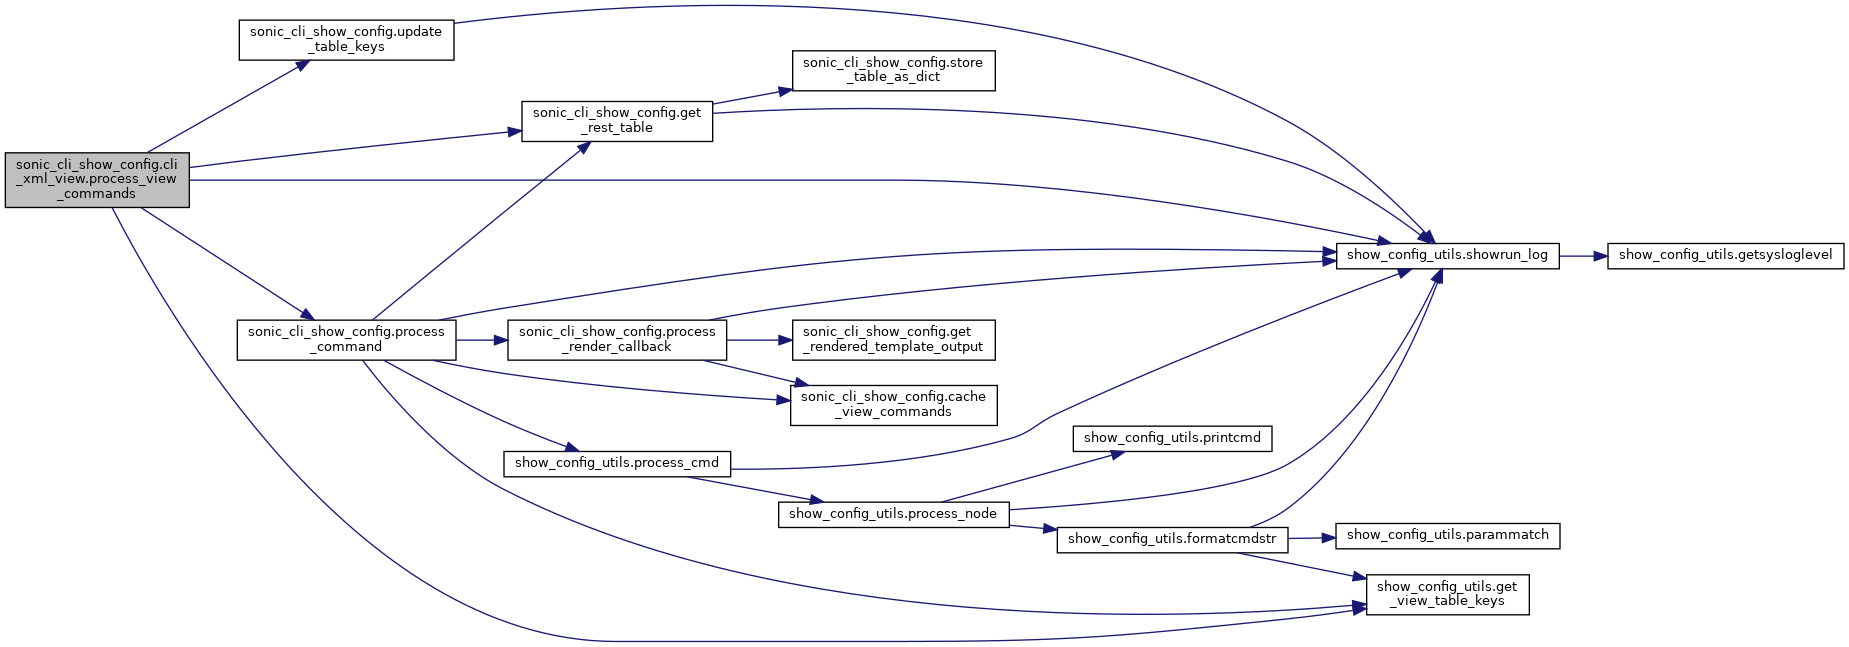 sonic_cli_show_config.update
_table_keys
sonic_cli_show_config.store
_table_as_dict
sonic_cli_show_config.get
_rest_table
sonic_cli_show_config.cli
_xml_view.process_view
_commands
show_config_utils.showrun_log
show_config_utils.getsysloglevel
sonic_cli_show_config.process
_command
sonic_cli_show_config.process
_render_callback
sonic_cli_show_config.get
_rendered_template_output
sonic_cli_show_config.cache
_view_commands
show_config_utils.printcmd
show_config_utils.process_cmd
show_config_utils.process_node
show_config_utils.formatcmdstr
show_config_utils.parammatch
show_config_utils.get
_view_table_keys